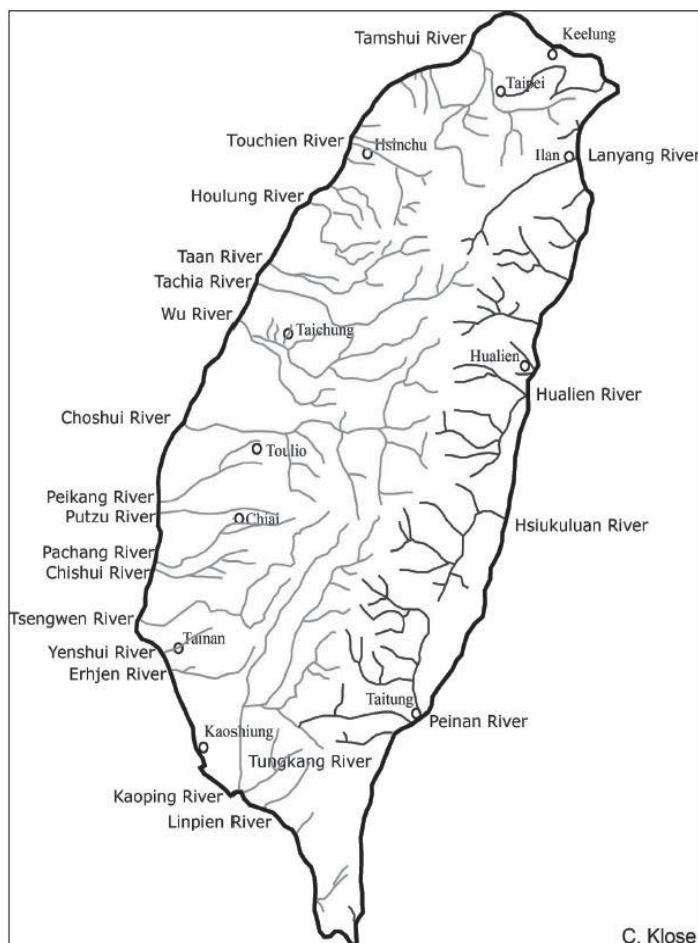 Keelung
Tamshui River
Taipei
Touchien River
Hsinchu
Ilan
Lanyang River
Houlung River
Taan River
Tachia River
Wu River
Taichung
Hualien
Hualien River
Choshui River
Toulio
Peikang River
Putzu River
Chiai
Hsiukuluan River
Pachang River
Chishui River
Tsengwen River
Tainan
Yenshui River
Erhjen River
Taitung
Peinan River
Kaoshiung
Tungkang River
Kaoping River
Linpien River
C. Klose